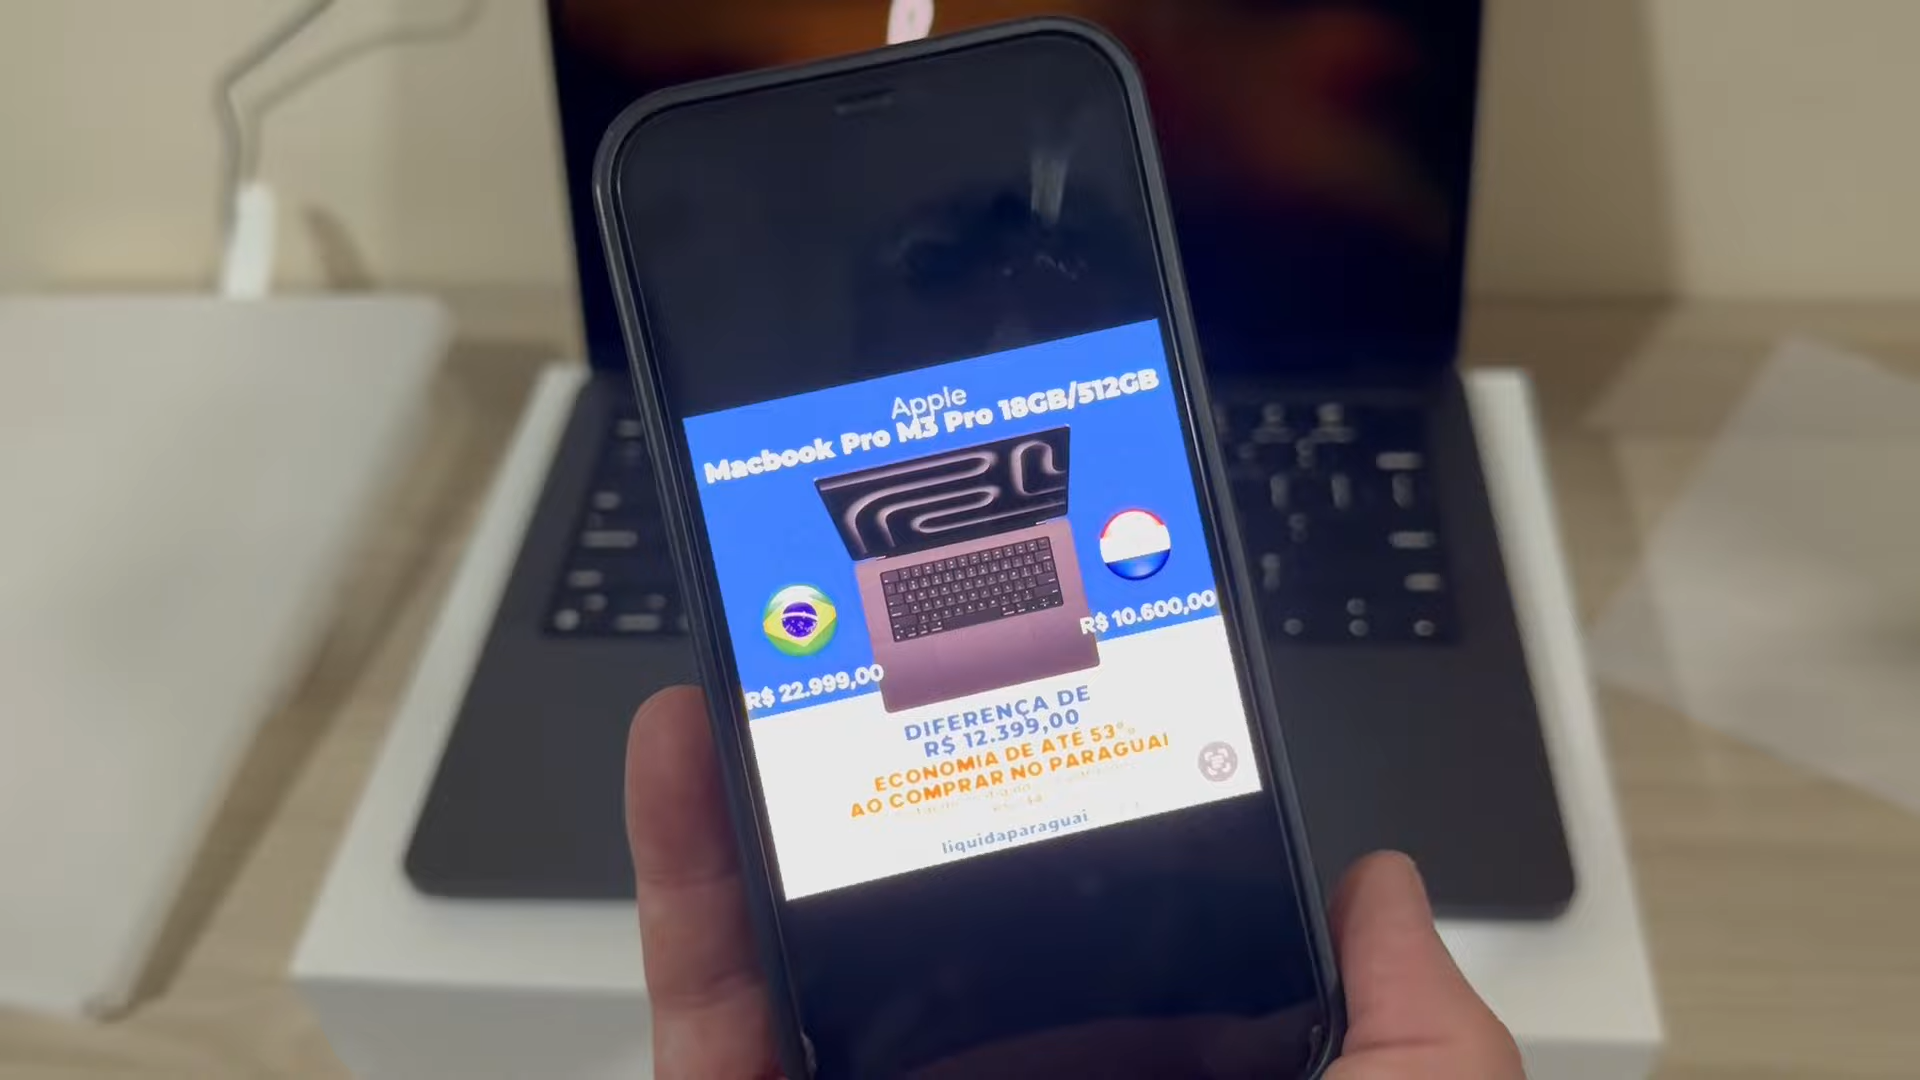 Apple
Macbook Pro M3 Pro 18GB/512GB
R$ 10.600,00
R$ 22.999,00
DIFERENÇA DE
R$ 12.399,00
ECONOMIA DE ATÉ 53%
AO COMPRAR NO PARAGUAI
liquidaparaguai